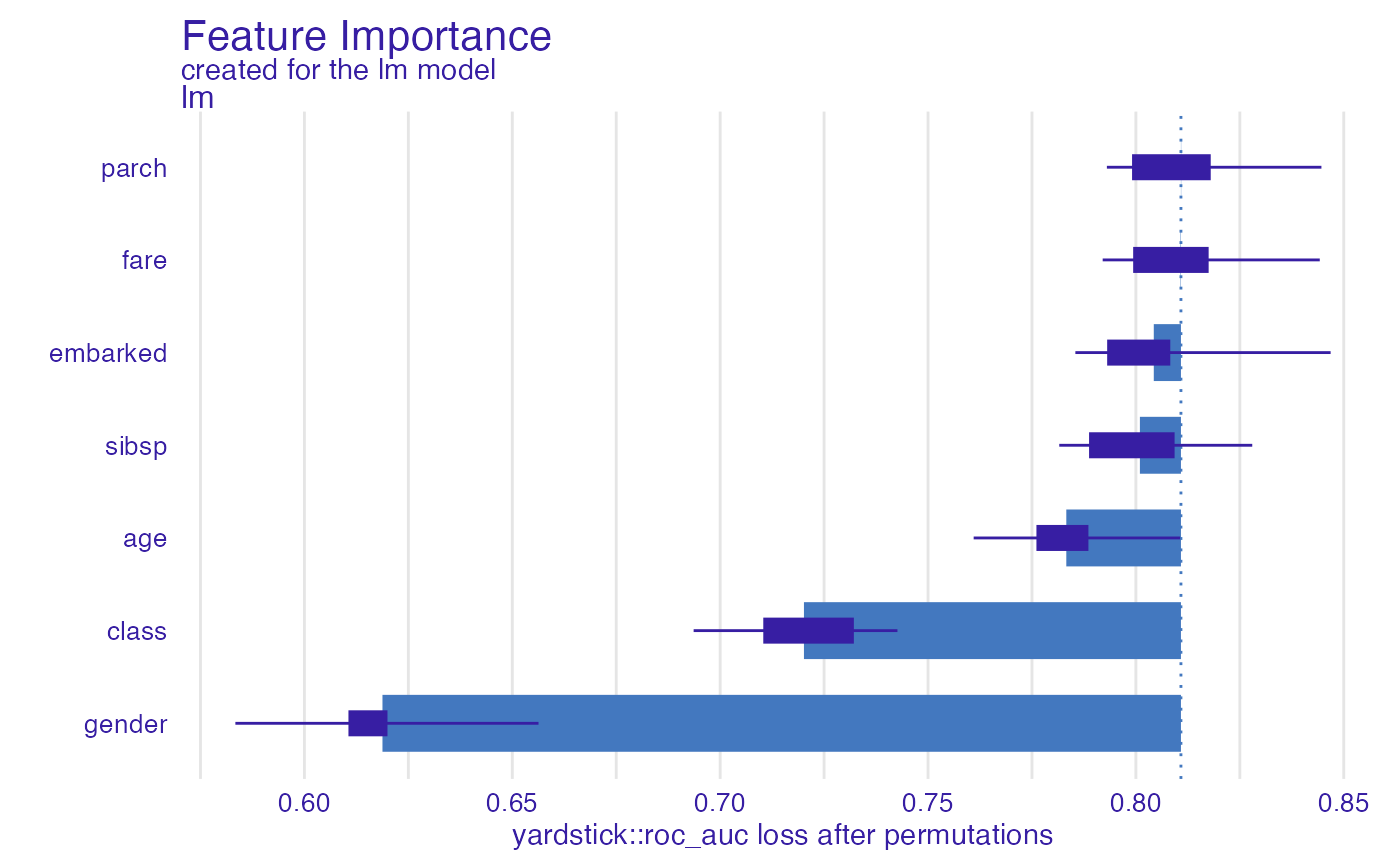 Feature Importance
created for the lm model
lm
parch
fare
embarked
sibsp
age
class
gender
0.60 0.65 0.70 0.75 0.80 0.85
yardstick::roc_auc loss after permutations